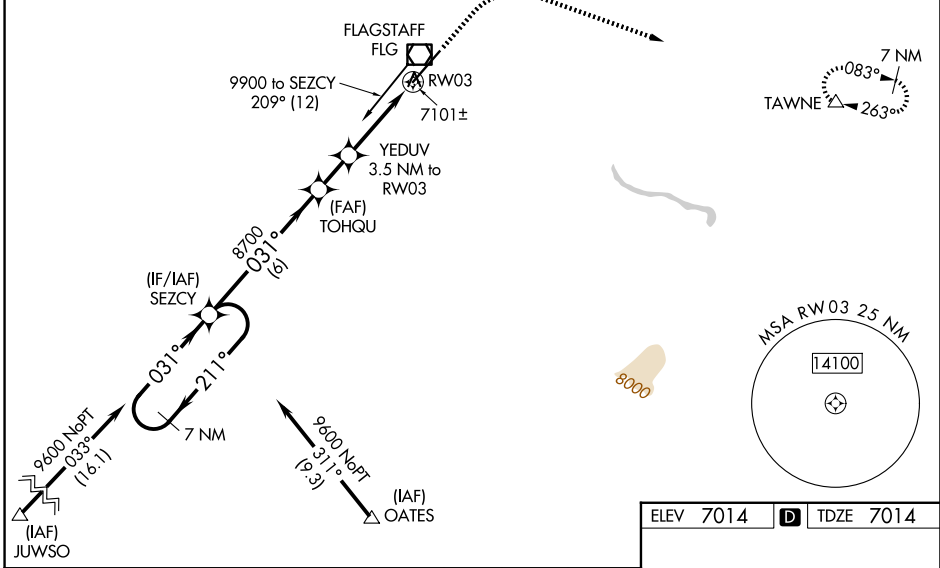 FLAGSTAFF
FLG
9900 to SEZCY
209° (12)
RW03
7101±
7 NM
083°
TAWNE
263°
YEDUV
3.5 NM to
RW03
(FAF)
TOHQU
8700
031°
(6)
(IF/IAF)
SEZCY
031°
211°
7 NM
9600 NoPT
033°
(16.1)
(IAF)
JUWSO
9600 NoPT
311°
(9.3)
(IAF)
OATES
8000
MSA RW03 25 NM
14100
ELEV 7014 D TDZE 7014